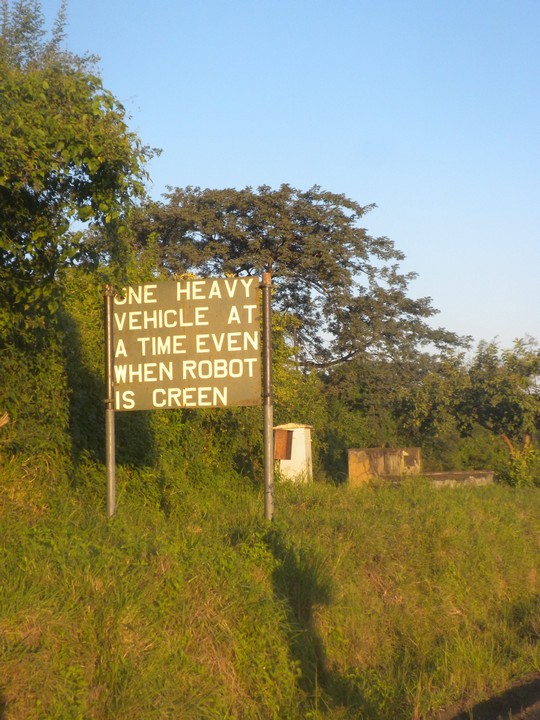 ONE HEAVY
VEHICLE AT
A TIME EVEN
WHEN ROBOT
IS GREEN